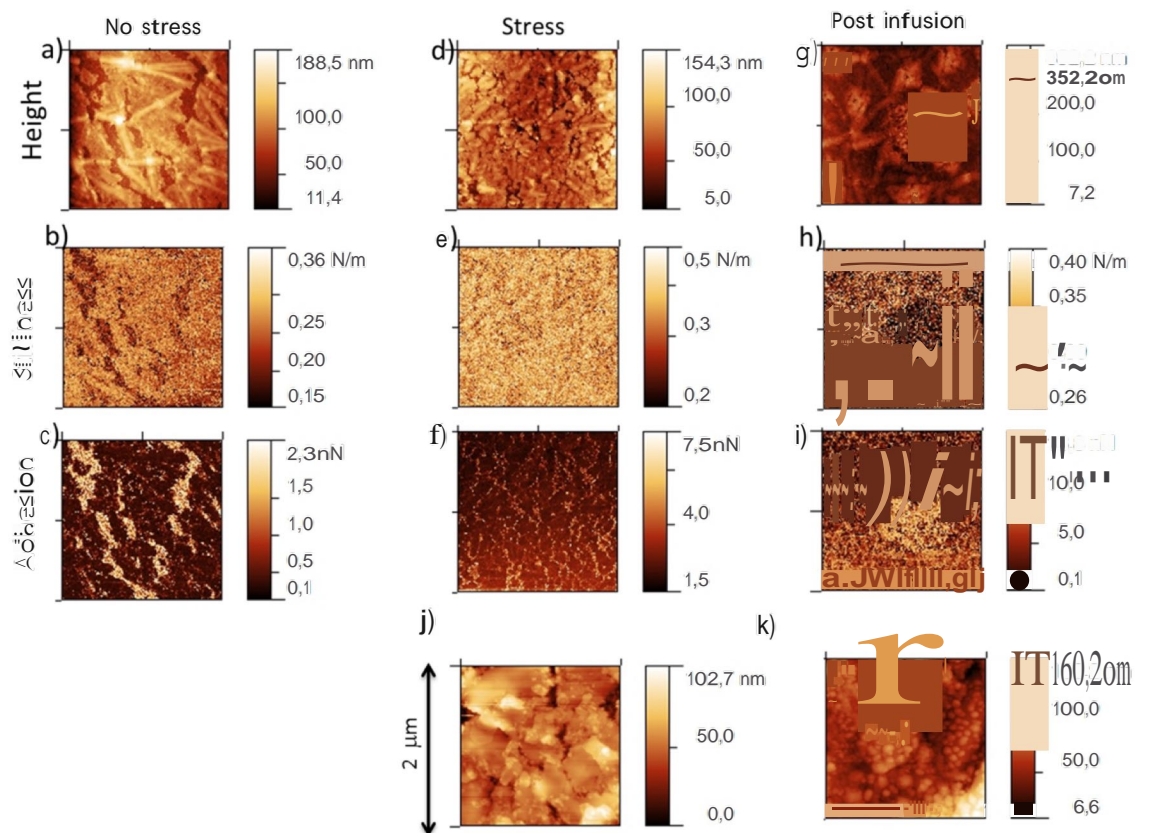 No stress
Stress
Post infusion
a)
188,5 nm
100,0
50,0
11,4
Height
d)
154,3 nm
100,0
50,0
5,0
g)
352,2om
200,0
100,0
7,2
b)
0,36 N/m
0,25
0,20
0,15
e)
0,5 N/m
0,3
0,2
h)
0,40 N/m
0,35
0,26
c)
2,3nN
1,5
1,0
0,5
0,1
f)
7,5nN
4,0
1,5
i)
10,0
5,0
0,1
j)
2 μm
102,7 nm
50,0
0,0
k)
r
IT160,2om
100,0
50,0
6,6